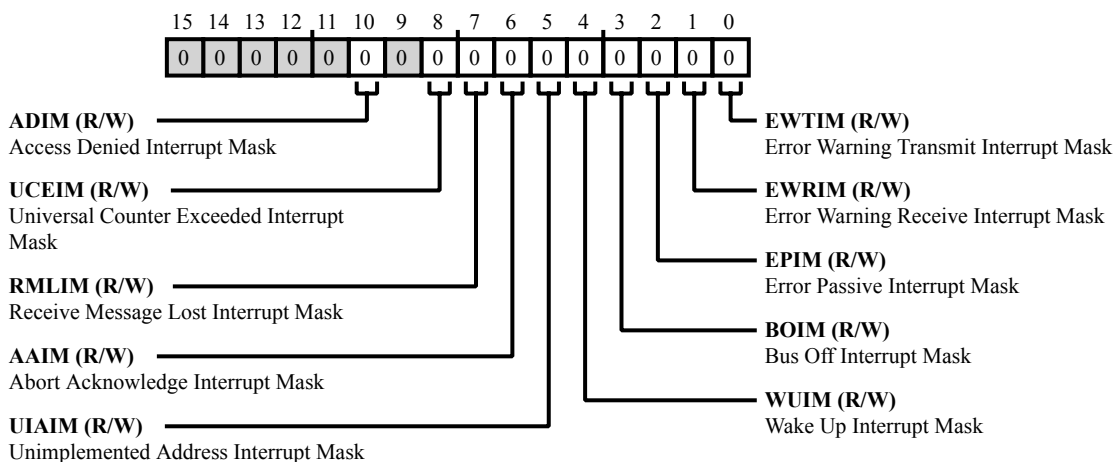 15 14 13 12 11 10 9 8 7 6 5 4 3 2 1 0
0 0 0 0 0 0 0 0 0 0 0 0 0 0 0 0
ADIM (R/W)
Access Denied Interrupt Mask
UCEIM (R/W)
Universal Counter Exceeded Interrupt
Mask
RMLIM (R/W)
Receive Message Lost Interrupt Mask
AAIM (R/W)
Abort Acknowledge Interrupt Mask
UIAIM (R/W)
Unimplemented Address Interrupt Mask
EWTIM (R/W)
Error Warning Transmit Interrupt Mask
EWRIM (R/W)
Error Warning Receive Interrupt Mask
EPIM (R/W)
Error Passive Interrupt Mask
BOIM (R/W)
Bus Off Interrupt Mask
WUIM (R/W)
Wake Up Interrupt Mask